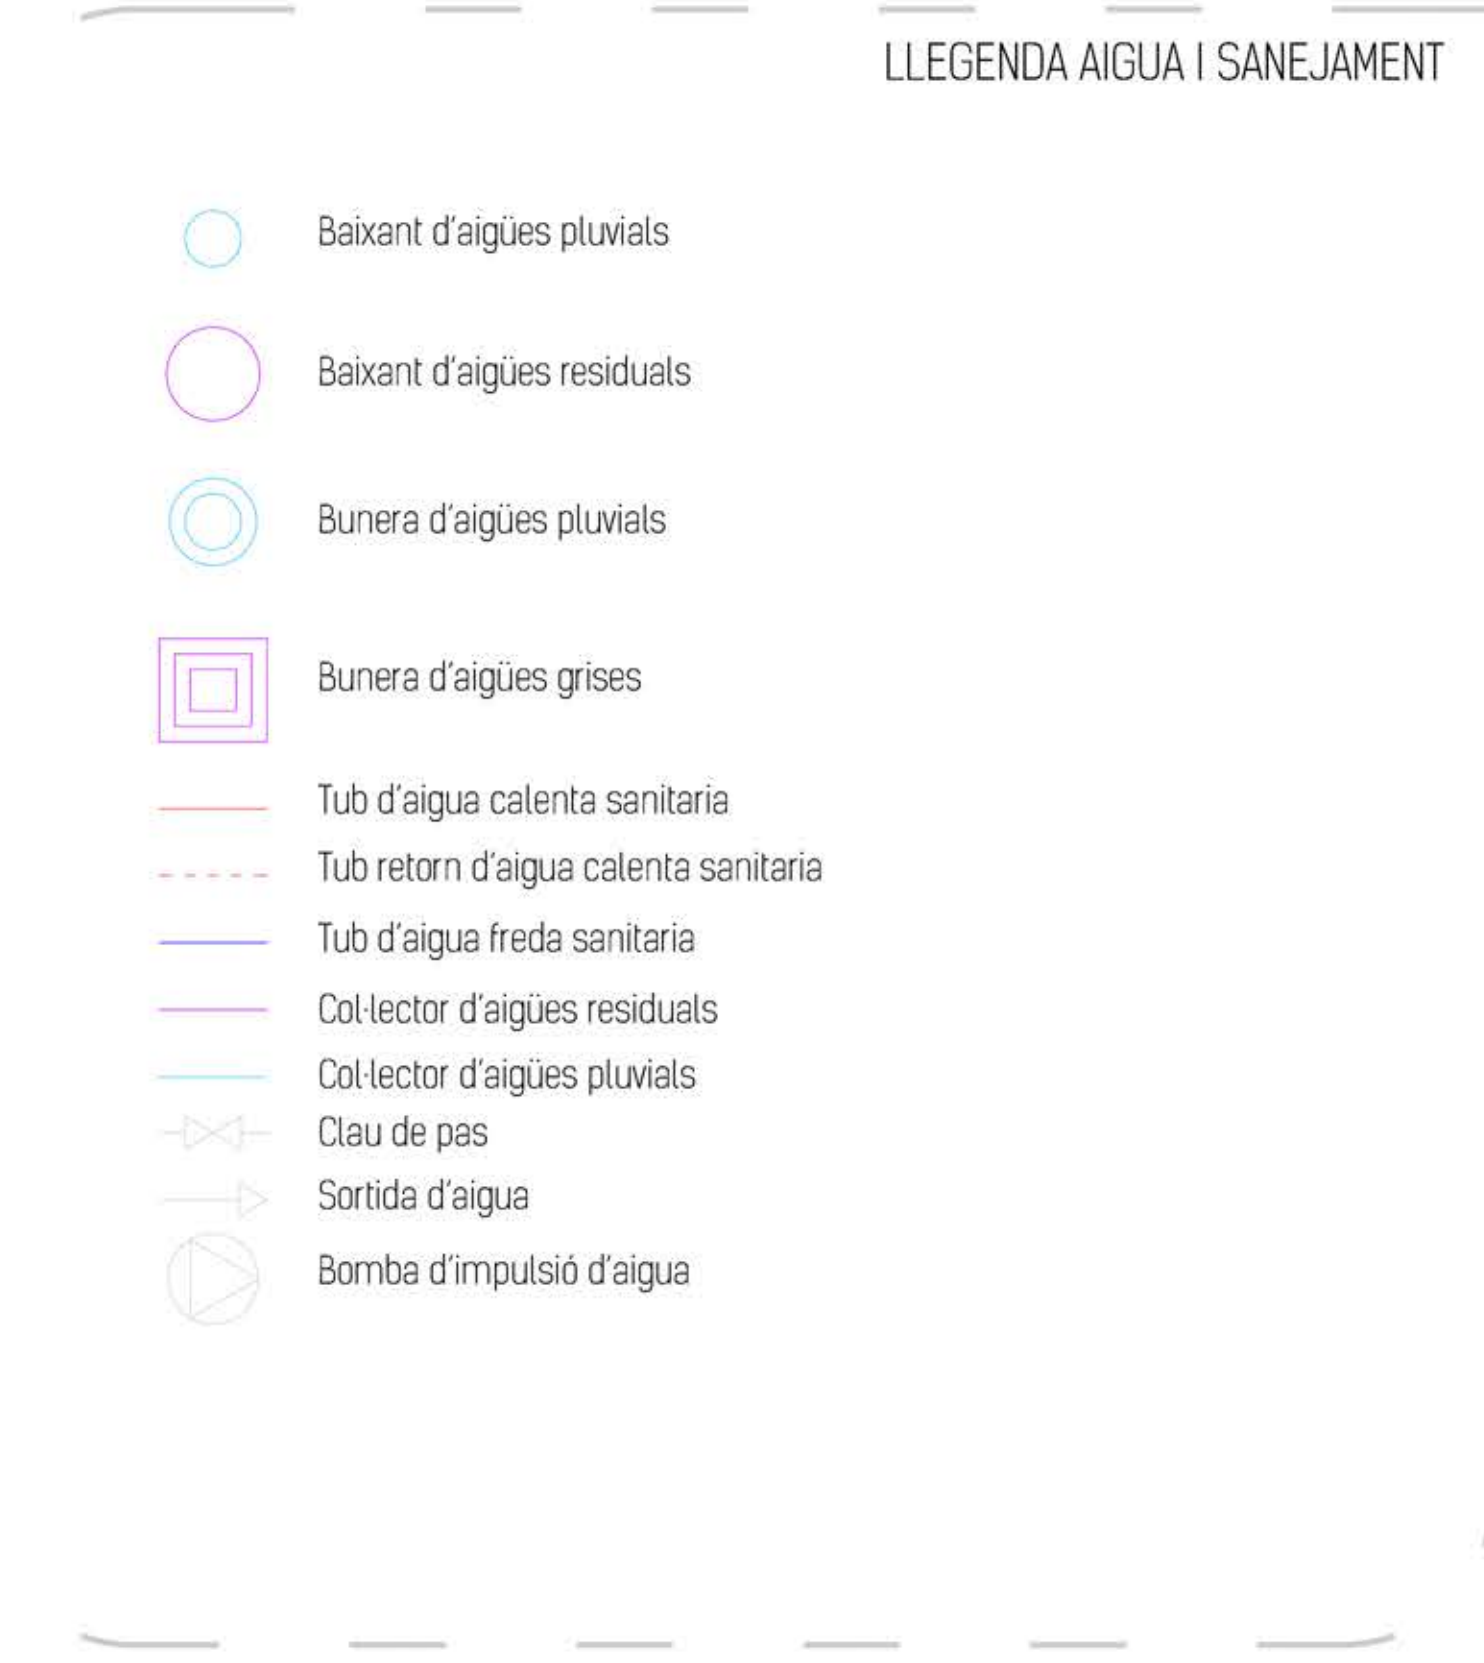 LLEGENDA AIGUA I SANEJAMENT
Baixant d'aigües pluvials
Baixant d'aigües residuals
Bunera d'aigües pluvials
Bunera d'aigües grises
Tub d'aigua calenta sanitaria
Tub retorn d'aigua calenta sanitaria
Tub d'aigua freda sanitaria
Col·lector d'aigües residuals
Col·lector d'aigües pluvials
Clau de pas
Sortida d'aigua
Bomba d'impulsió d'aigua